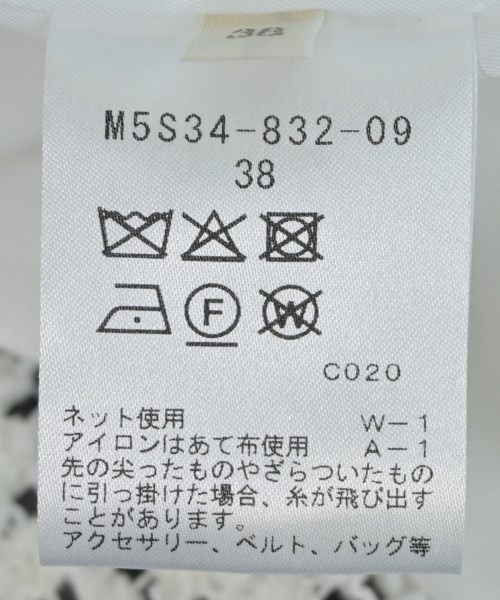 38
M5S34-832-09
38
F
W
C020
ネット使用 W-1
アイロンはあて布使用 A-1
先の尖ったものやざらついたもの
に引っ掛けた場合、糸が飛び出す
ことがあります。
アクセサリー、ベルト、バッグ等